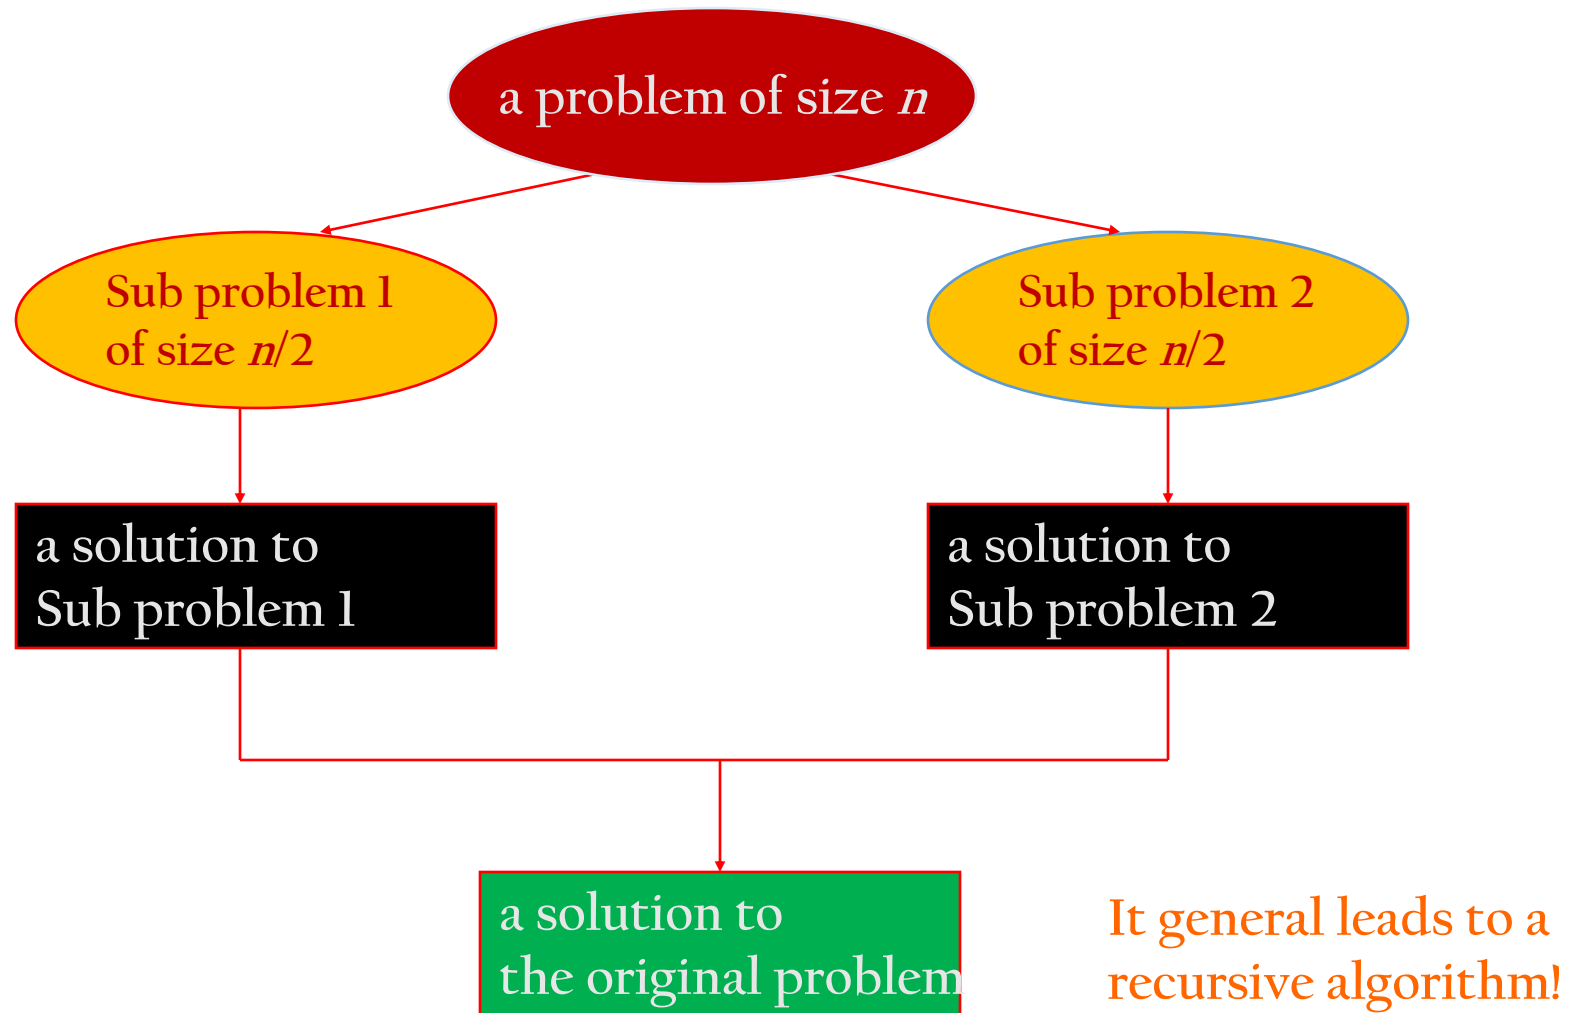 a problem of size n
Sub problem 1
of size n/2
Sub problem 2
of size n/2
a solution to
Sub problem 1
a solution to
Sub problem 2
a solution to
the original problem
It general leads to a
recursive algorithm!